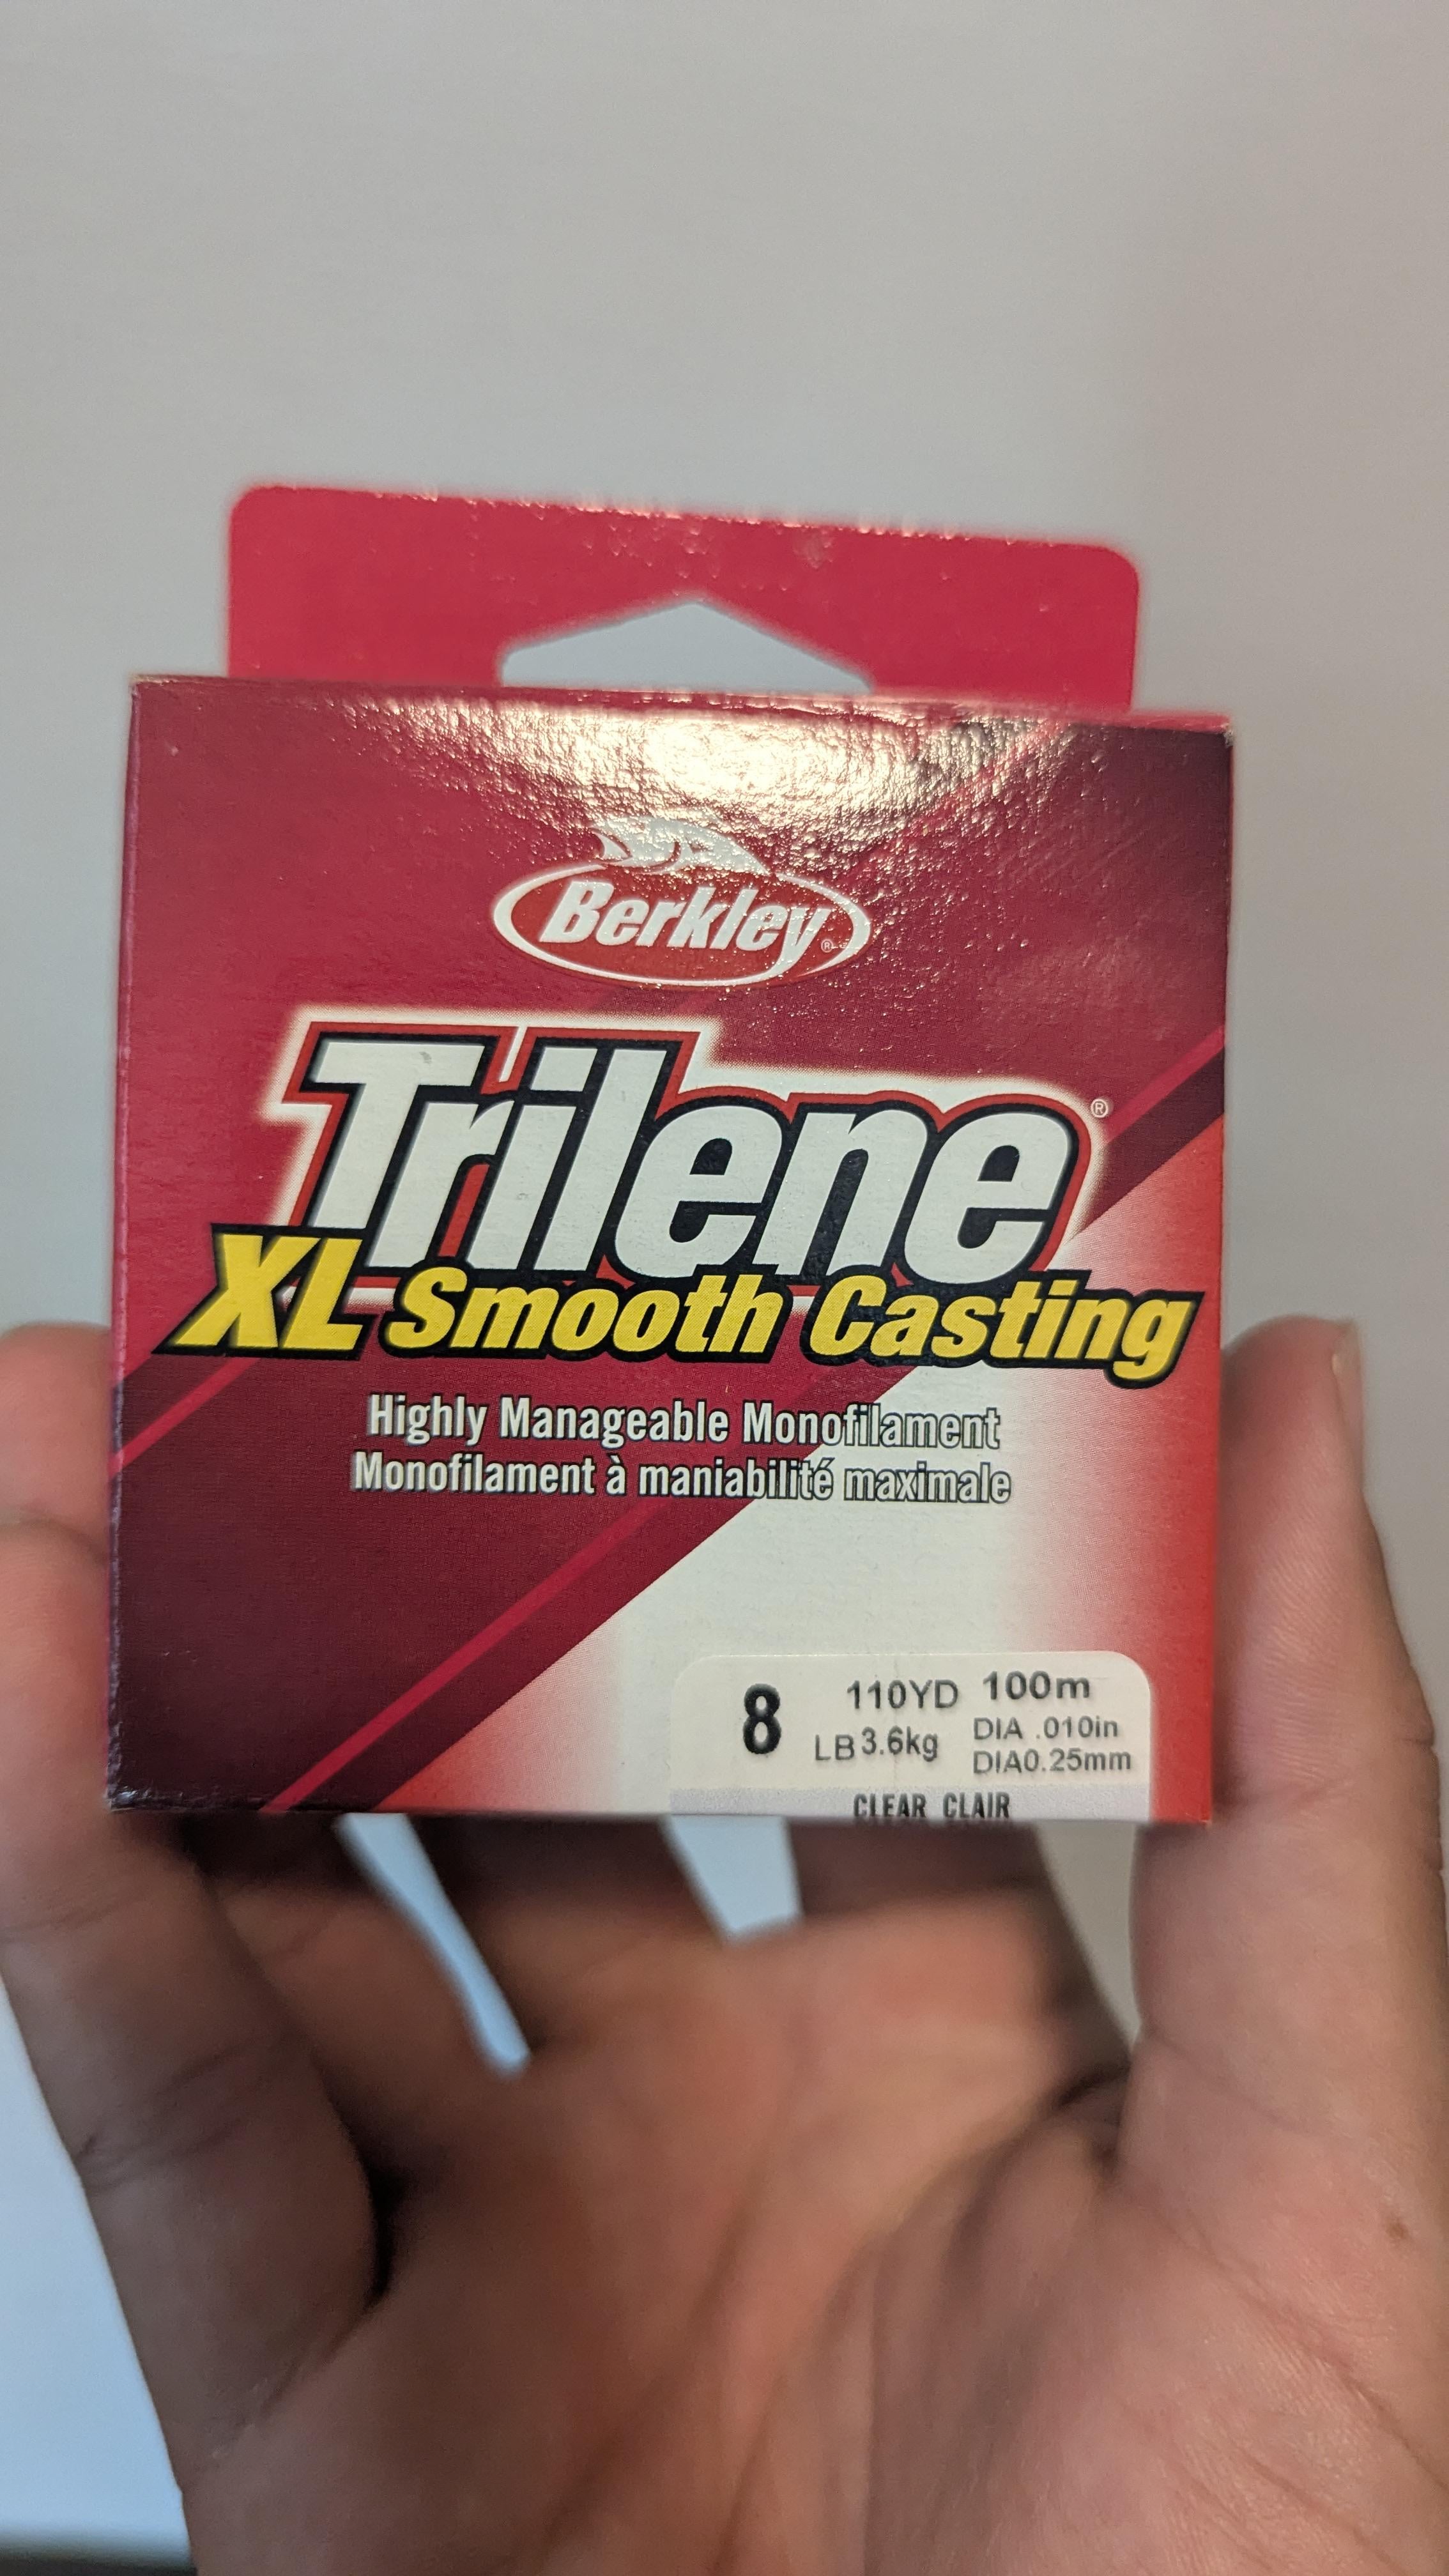 Berkley®
Trilene®
XL Smooth Casting
Highly Manageable Monofilament
Monofilament à maniabilité maximale
8 LB 3.6kg
110YD 100m
DIA .010in
DIA0.25mm
CLEAR CLAIR